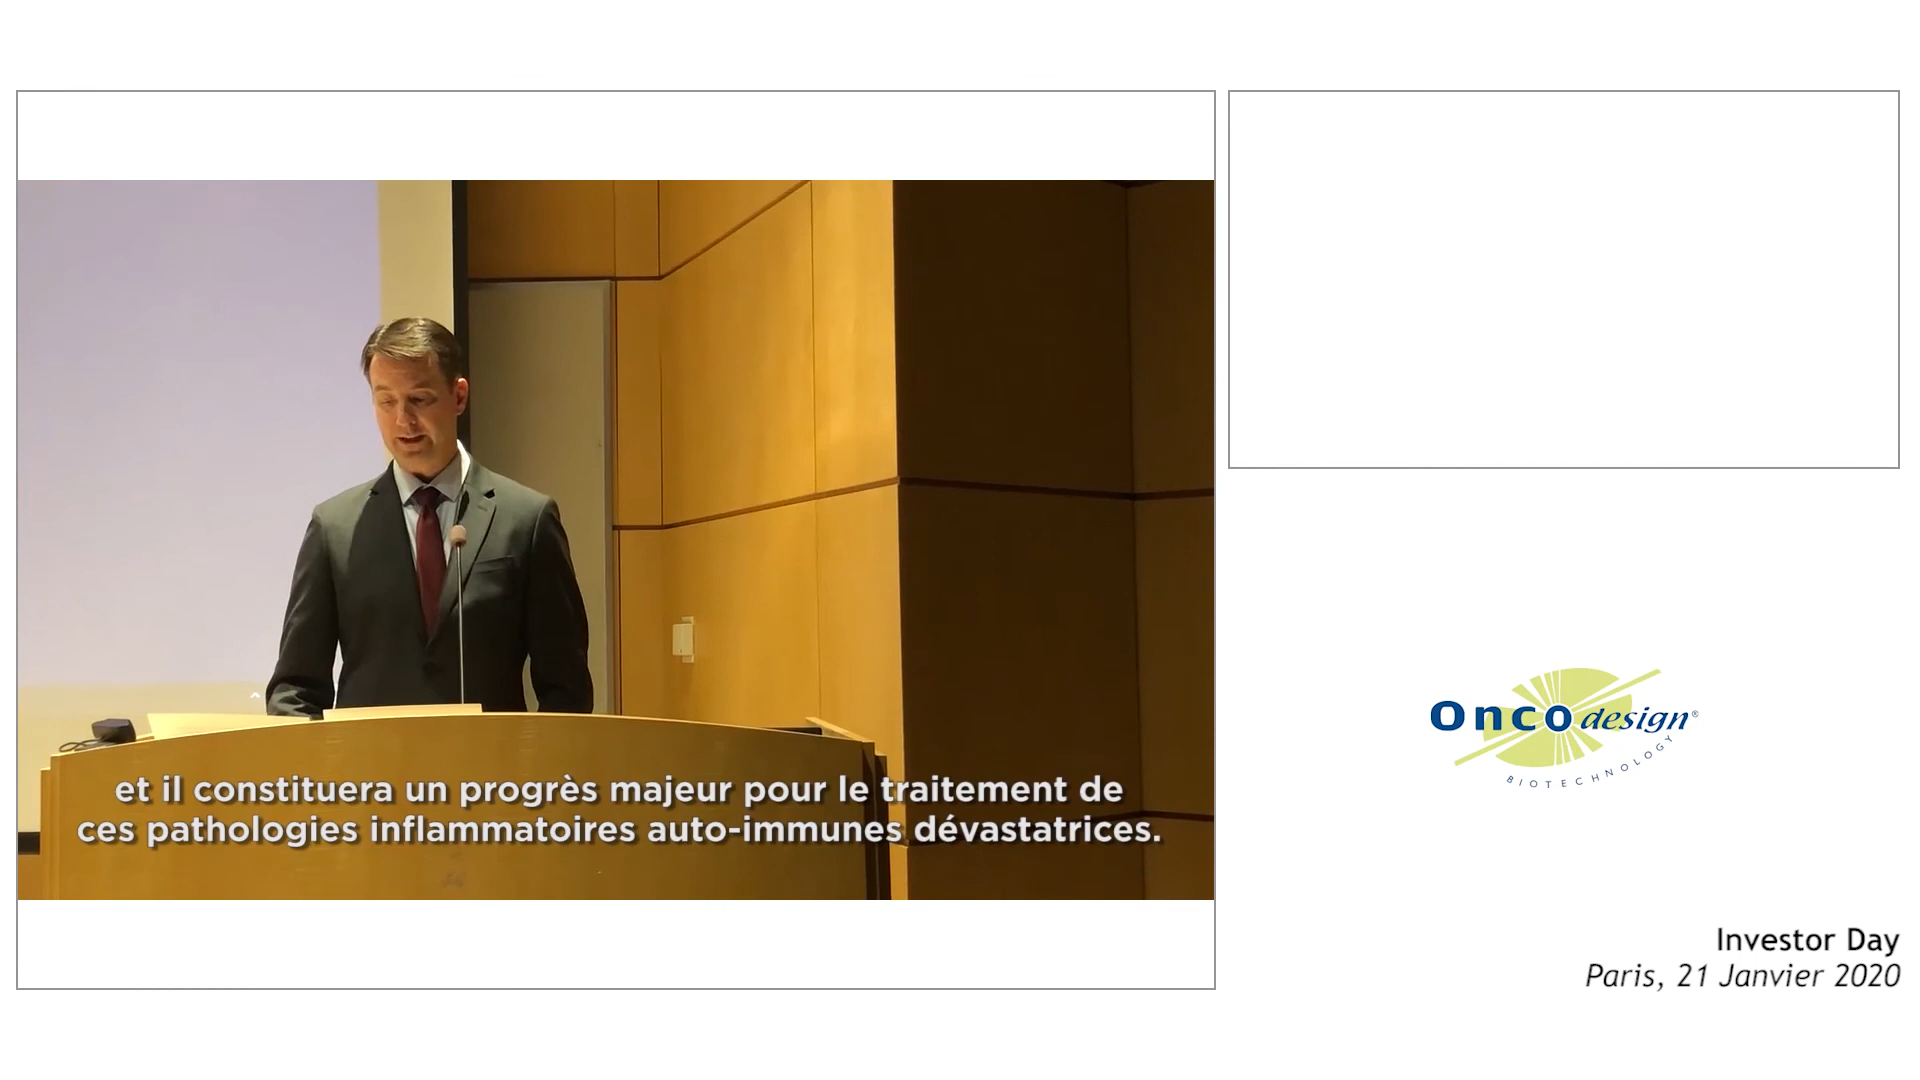 et il constituera un progrès majeur pour le traitement de
ces pathologies inflammatoires auto-immunes dévastatrices.
Oncodesign®
BIOTECHNOLOGY
Investor Day
Paris, 21 Janvier 2020